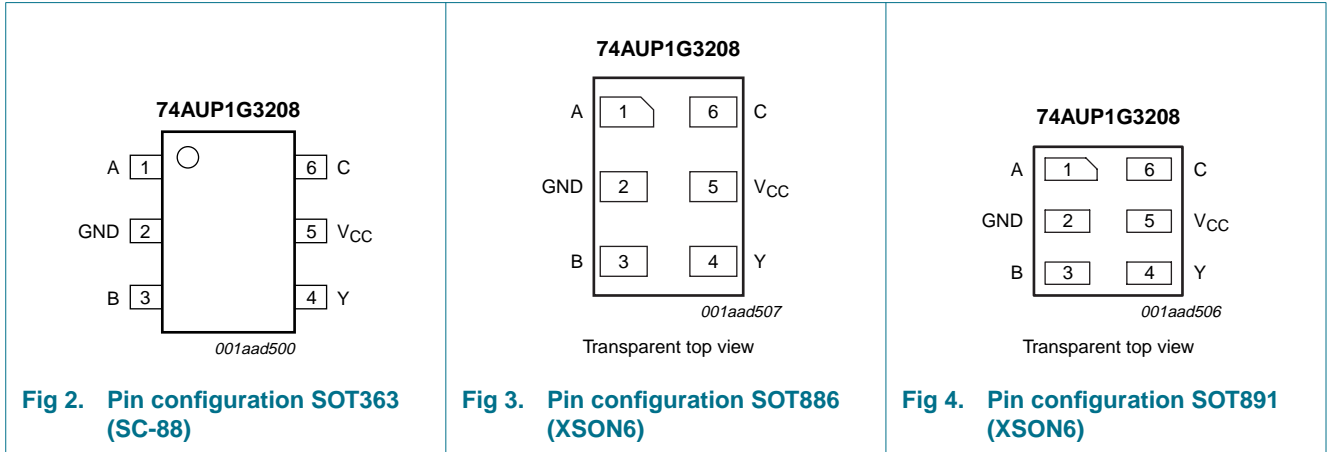 74AUP1G3208
A 1 6 C
GND 2 5 VCC
B 3 4 Y
001aad500
Fig 2. Pin configuration SOT363
(SC-88)
74AUP1G3208
A 1 6 C
GND 2 5 VCC
B 3 4 Y
001aad507
Transparent top view
Fig 3. Pin configuration SOT886
(XSON6)
74AUP1G3208
A 1 6 C
GND 2 5 VCC
B 3 4 Y
001aad506
Transparent top view
Fig 4. Pin configuration SOT891
(XSON6)